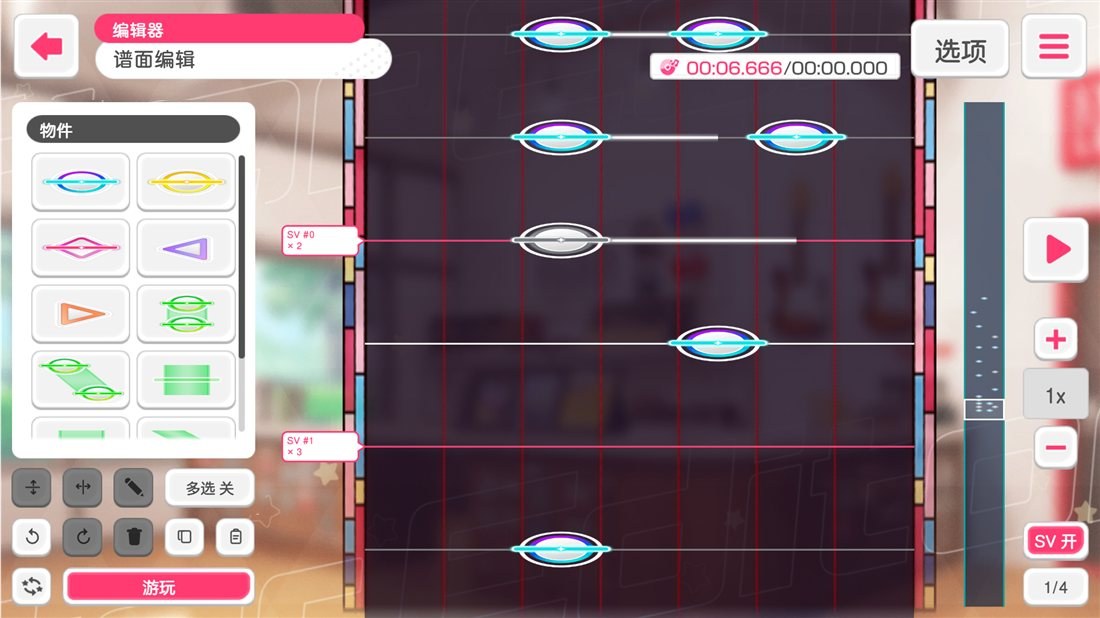 编辑器
谱面编辑
选项
00:06.666/00:00.000
物件
SV #0
× 2
SV #1
× 3
1x
多选 关
SV 开
游玩
1/4